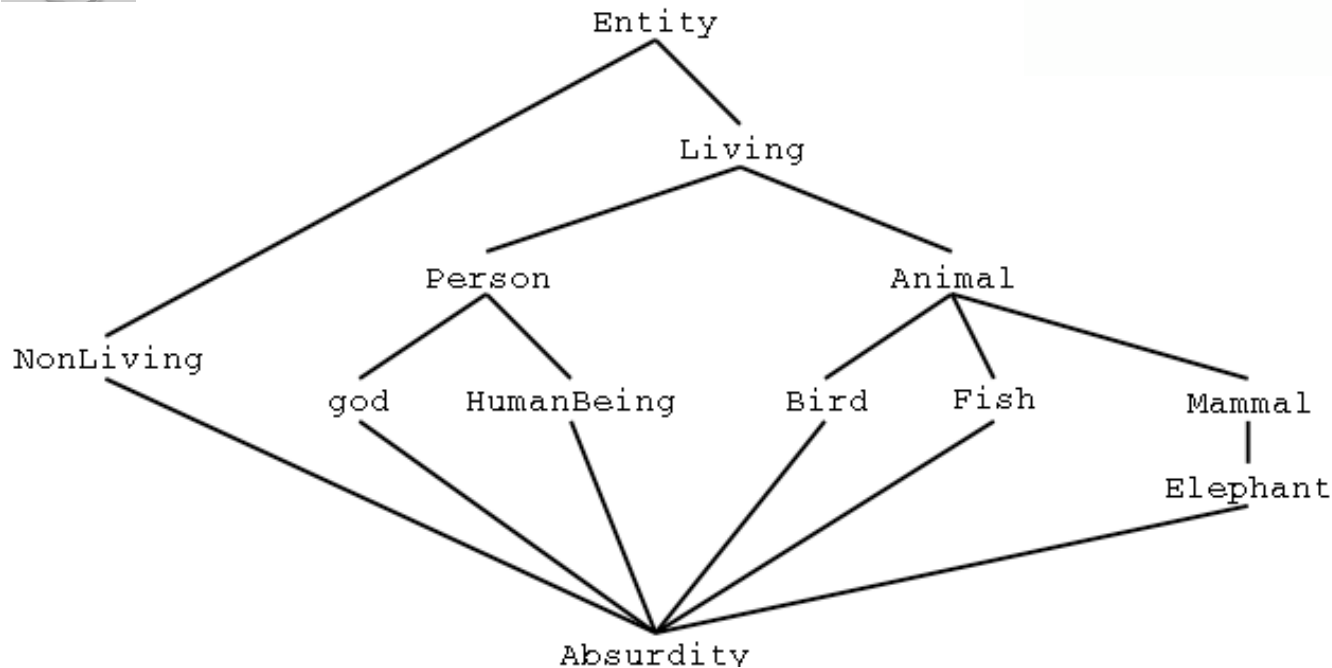 Entity
Living
Person Animal
NonLiving
god HumanBeing Bird Fish Mammal
Elephant
Absurdity